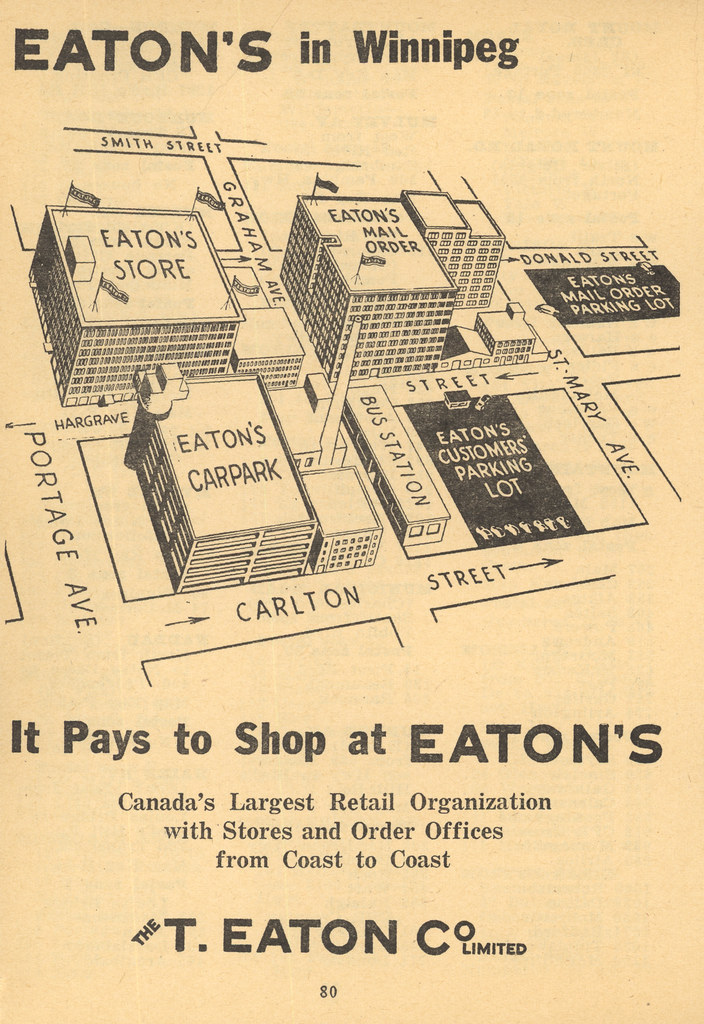 EATON'S in Winnipeg
SMITH STREET
GRAHAM AVE.
EATON'S
STORE
EATON'S
MAIL
ORDER
DONALD STREET
EATONS
MAIL ORDER
PARKING LOT
HARGRAVE
STREET
ST. MARY AVE.
PORTAGE AVE.
EATON'S
CARPARK
BUS STATION
EATON'S
CUSTOMERS'
PARKING
LOT
CARLTON STREET
It Pays to Shop at EATON'S
Canada's Largest Retail Organization
with Stores and Order Offices
from Coast to Coast
THE T. EATON CO LIMITED
80